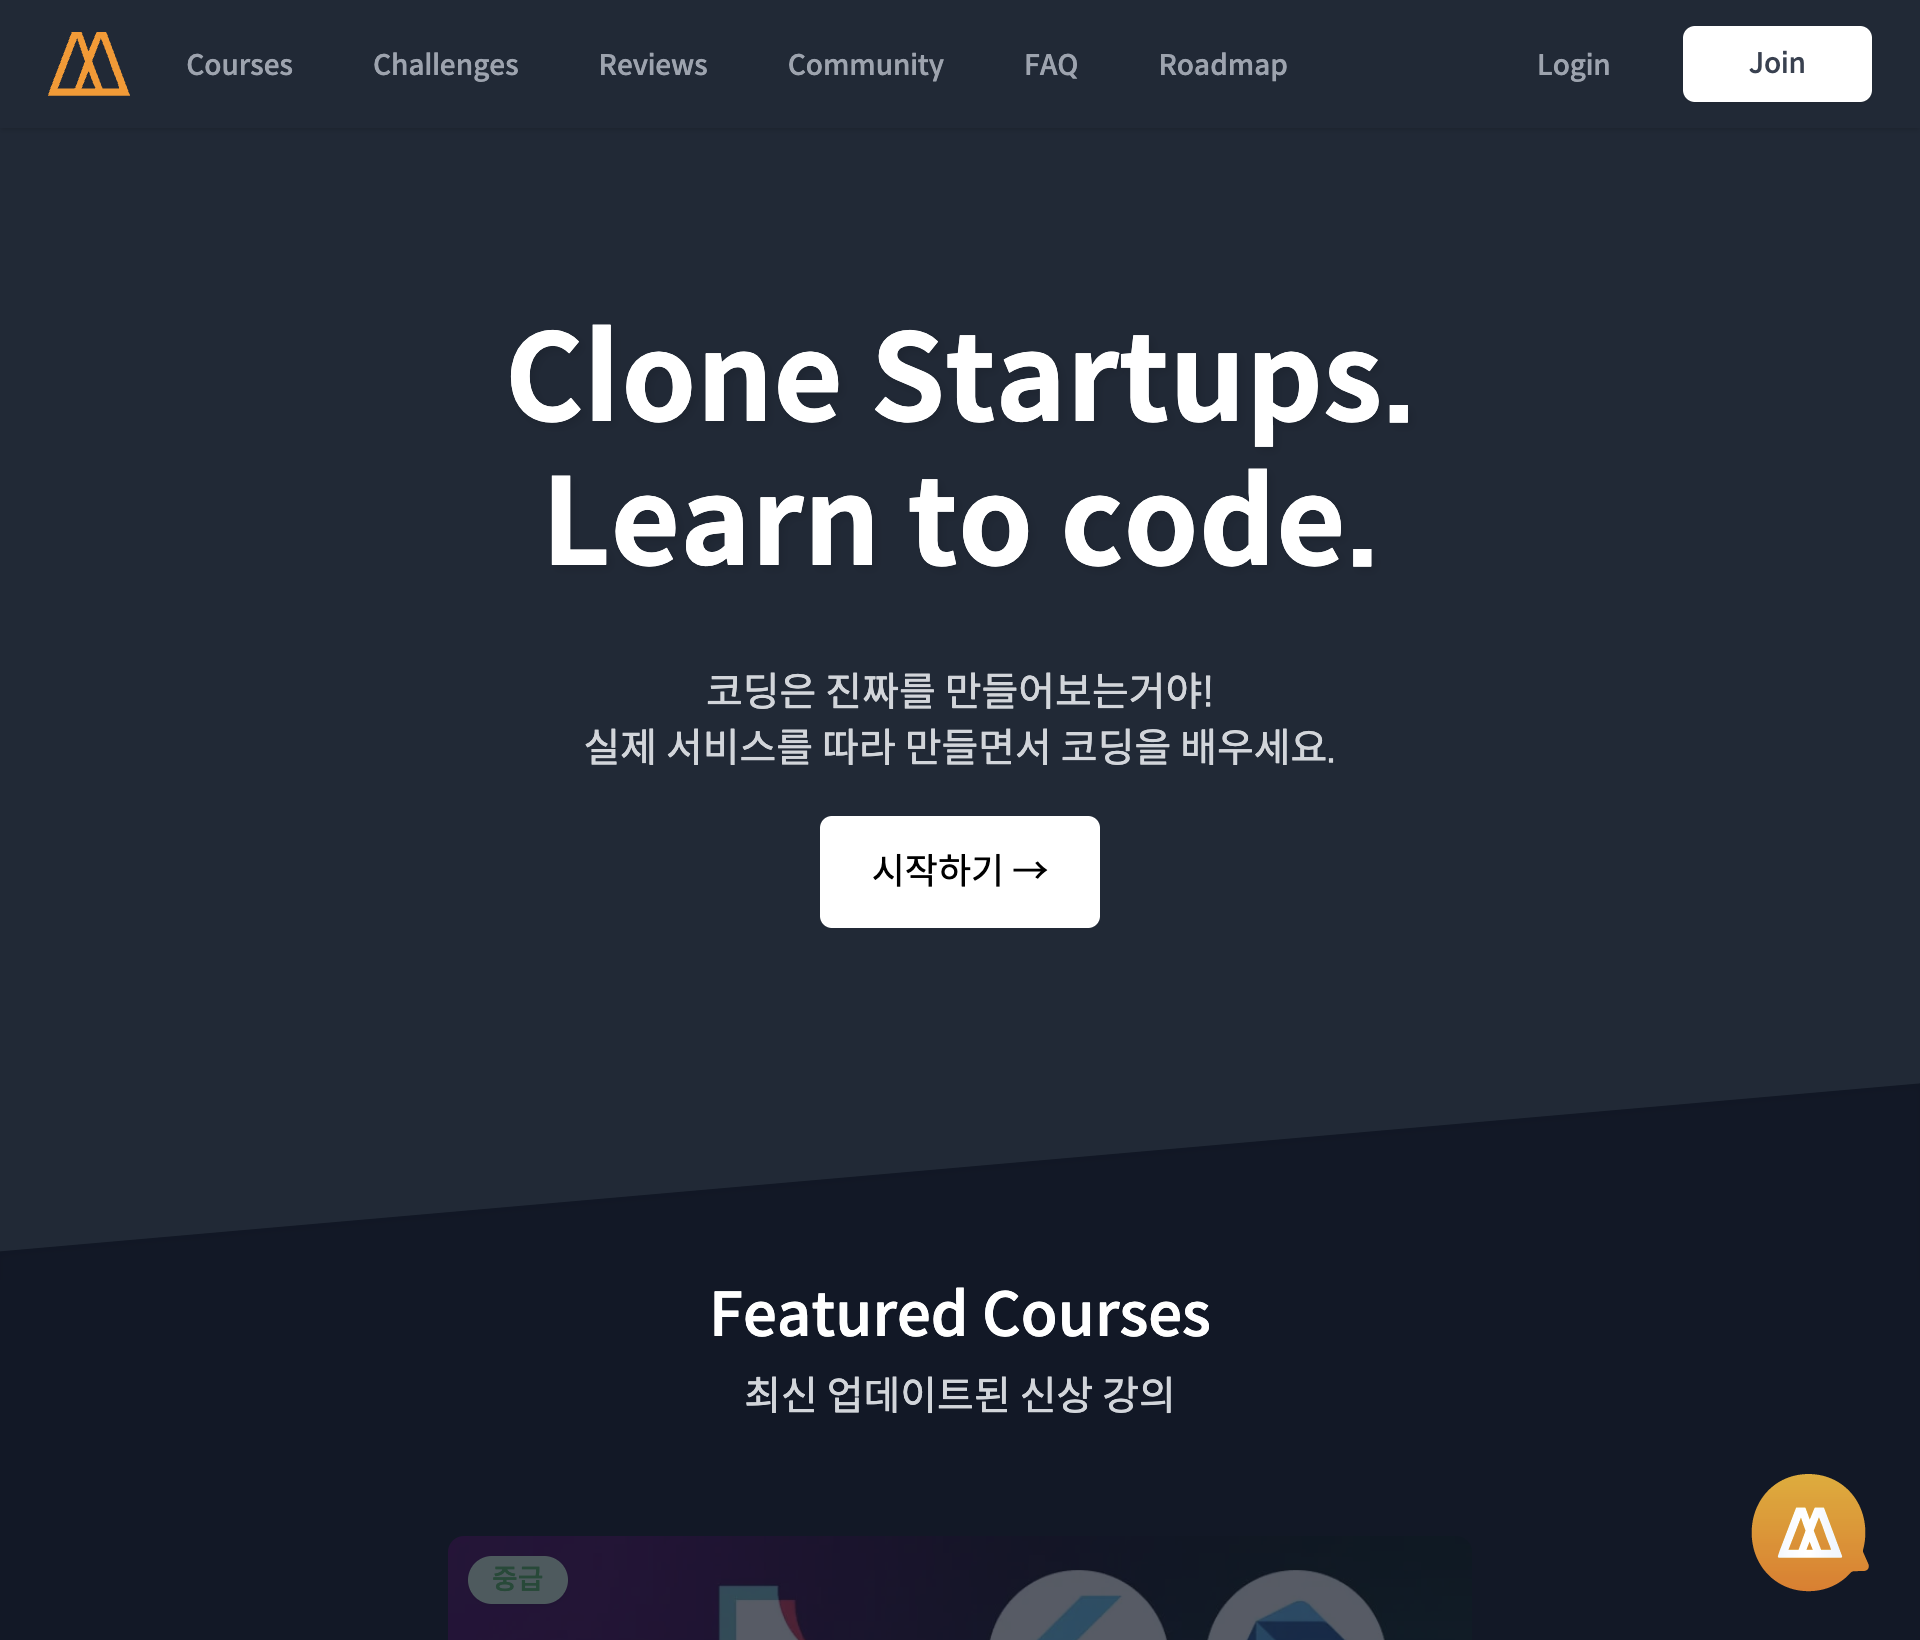 Courses
Challenges
Reviews
Community
FAQ
Roadmap
Login
Join
Clone Startups.
Learn to code.
코딩은 진짜를 만들어보는거야!
실제 서비스를 따라 만들면서 코딩을 배우세요.
시작하기 →
Featured Courses
최신 업데이트된 신상 강의
중급